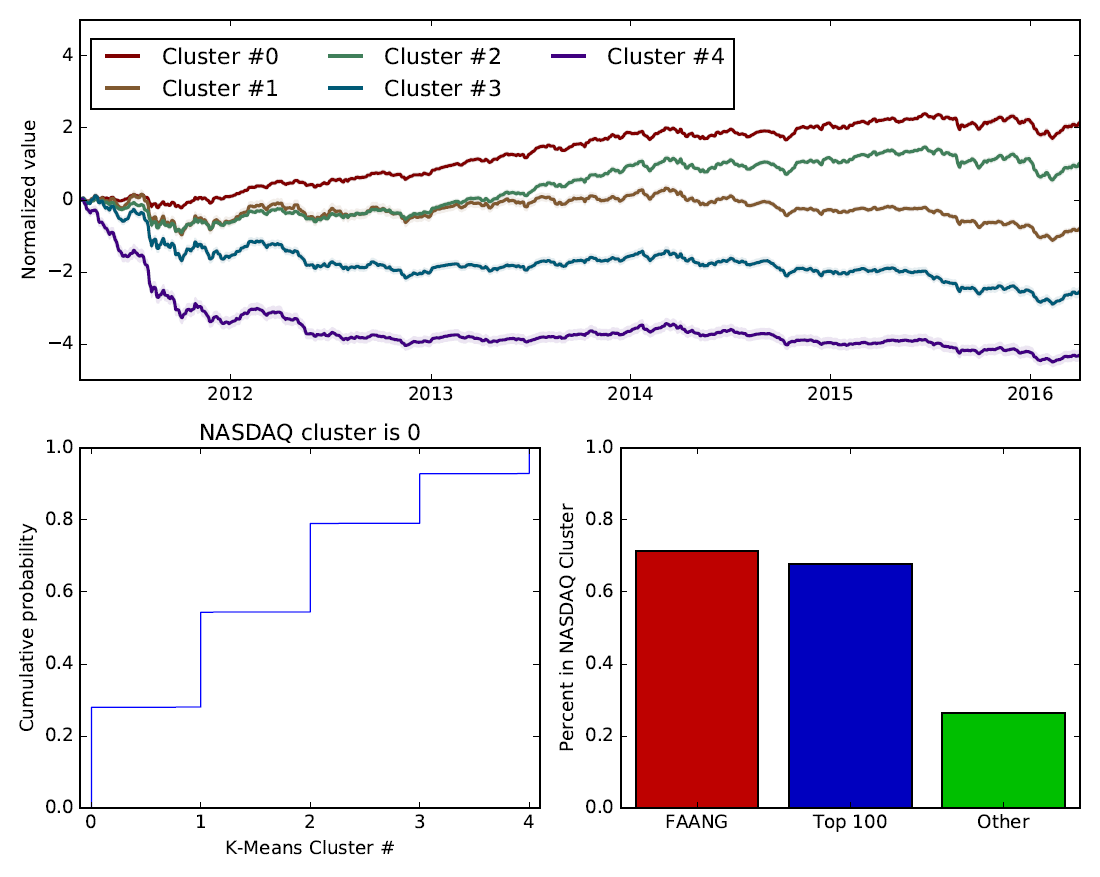 Normalized value
4
2
0
−2
−4
Cluster #0
Cluster #1
Cluster #2
Cluster #3
Cluster #4
2012 2013 2014 2015 2016
NASDAQ cluster is 0
Cumulative probability
1.0
0.8
0.6
0.4
0.2
0.0
0 1 2 3 4
K-Means Cluster #
Percent in NASDAQ Cluster
1.0
0.8
0.6
0.4
0.2
0.0
FAANG Top 100 Other